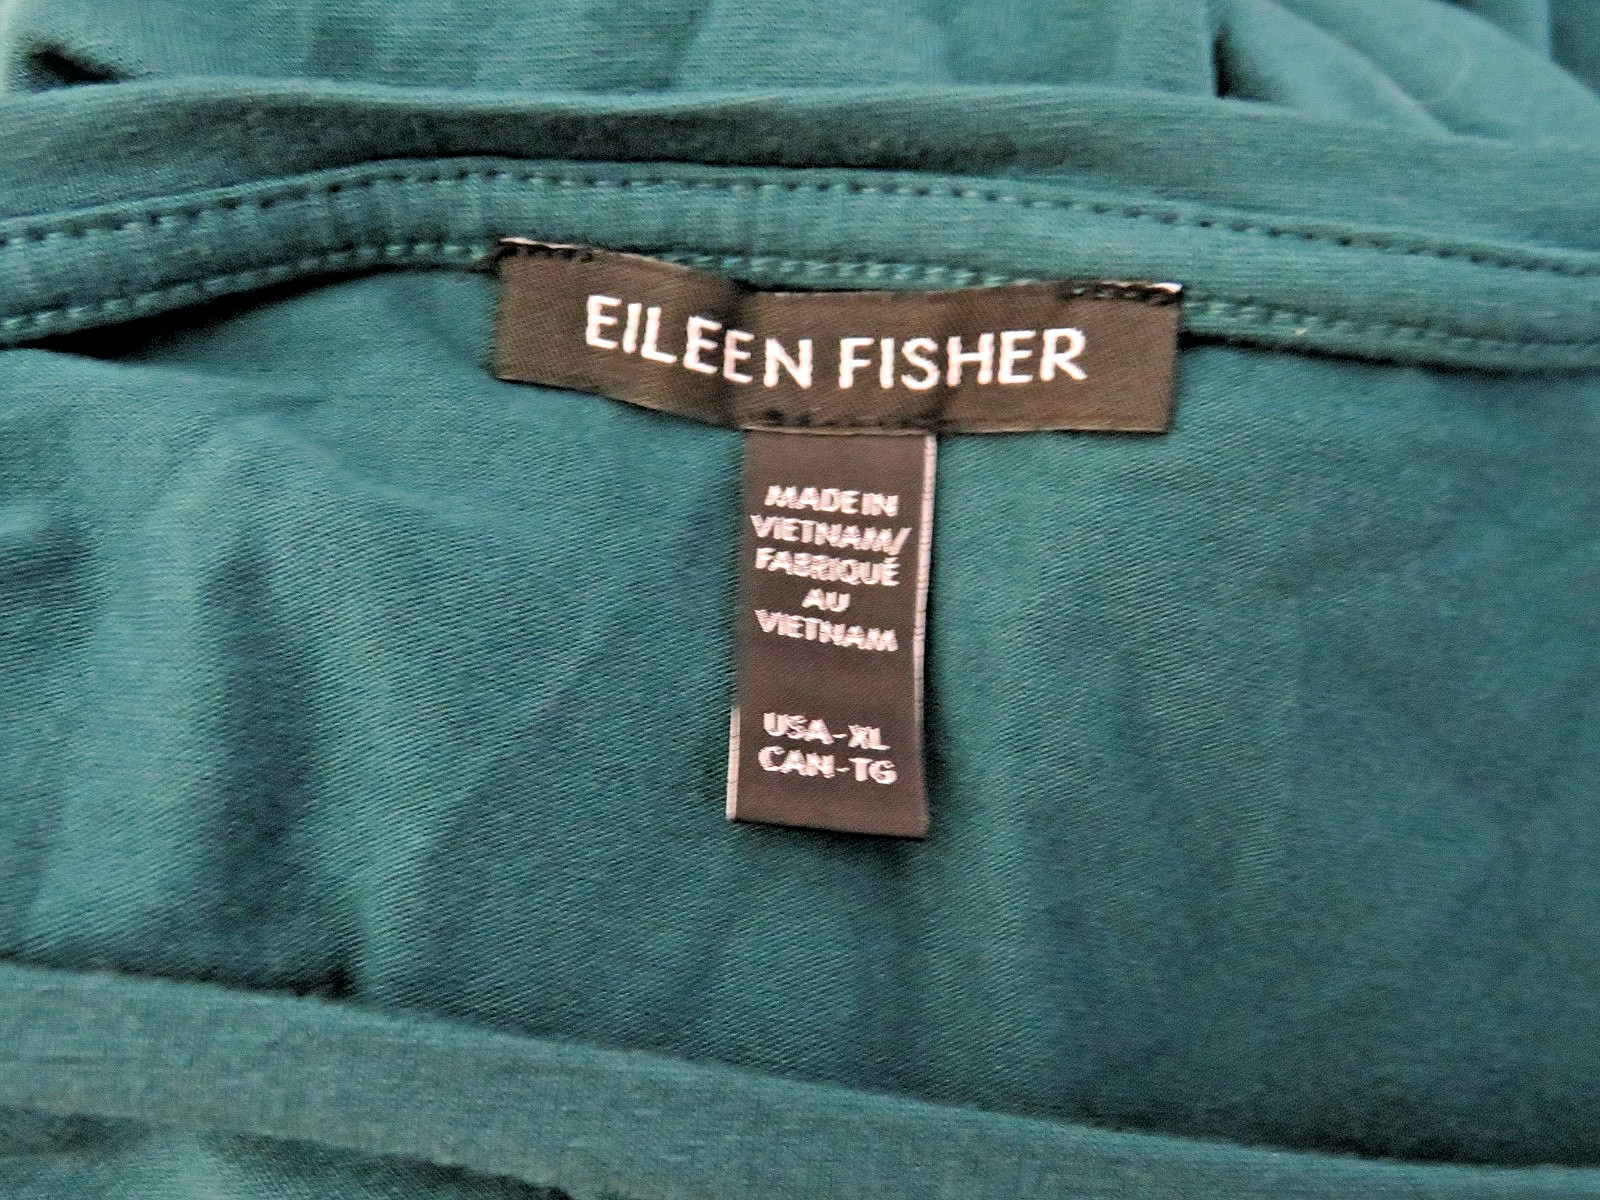 EILEEN FISHER
MADE IN
VIETNAM/
FABRIQUÉ
AU
VIETNAM
USA-XL
CAN-TG